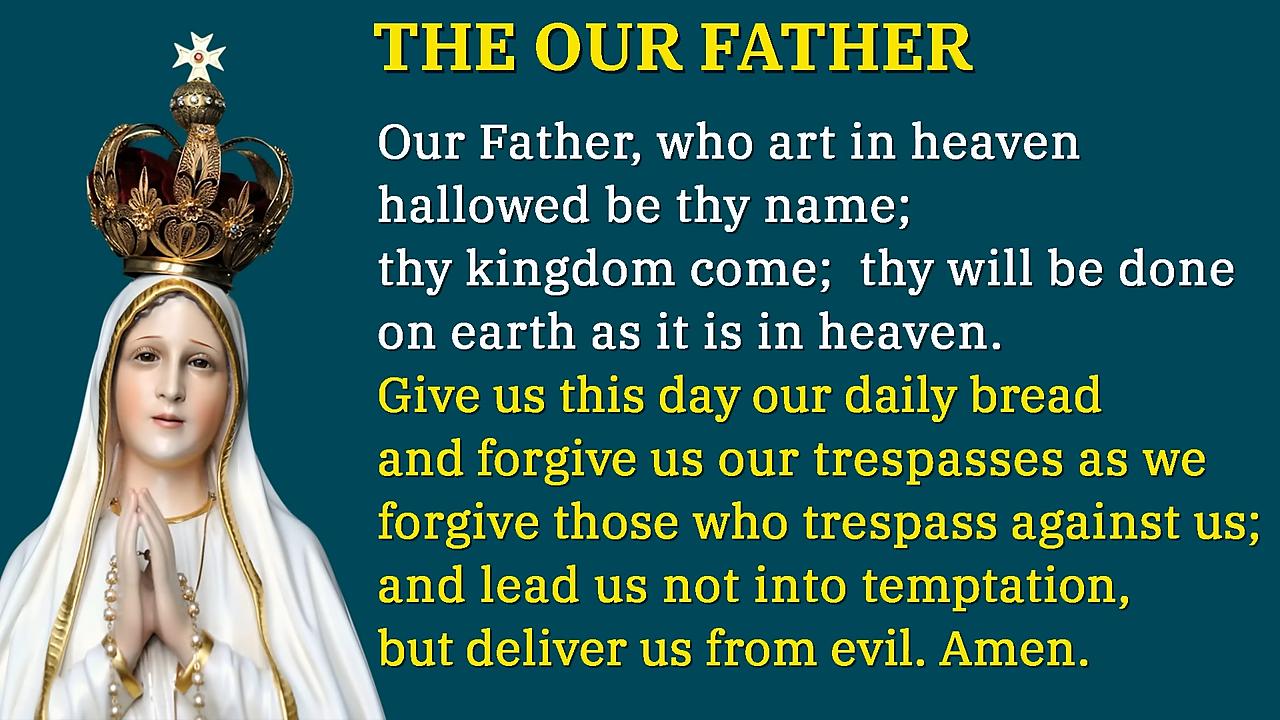 THE OUR FATHER
Our Father, who art in heaven
hallowed be thy name;
thy kingdom come;  thy will be done
on earth as it is in heaven.
Give us this day our daily bread
and forgive us our trespasses as we
forgive those who trespass against us;
and lead us not into temptation,
but deliver us from evil. Amen.